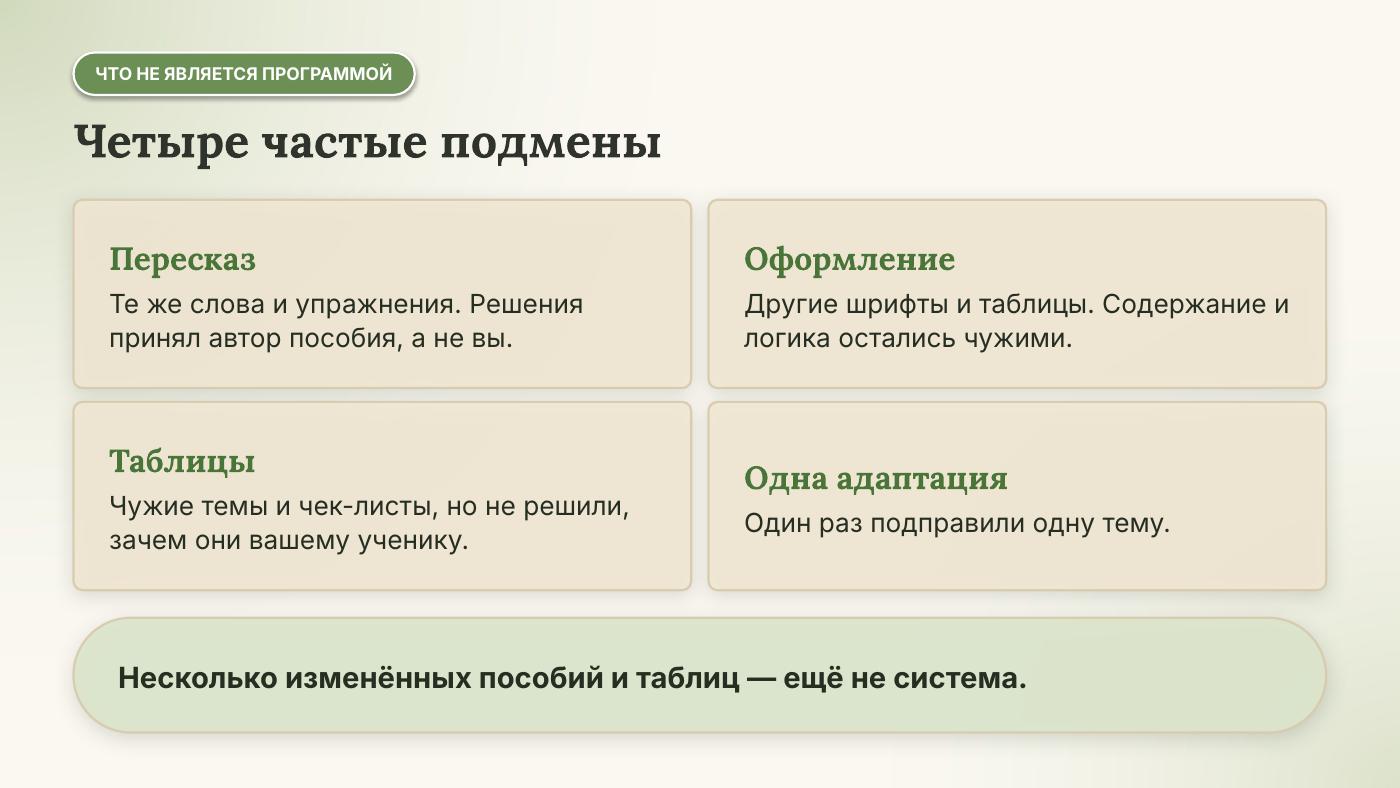 ЧТО НЕ ЯВЛЯЕТСЯ ПРОГРАММОЙ
Четыре частые подмены
Пересказ
Те же слова и упражнения. Решения
принял автор пособия, а не вы.
Оформление
Другие шрифты и таблицы. Содержание и
логика остались чужими.
Таблицы
Чужие темы и чек-листы, но не решили,
зачем они вашему ученику.
Одна адаптация
Один раз подправили одну тему.
Несколько изменённых пособий и таблиц — ещё не система.